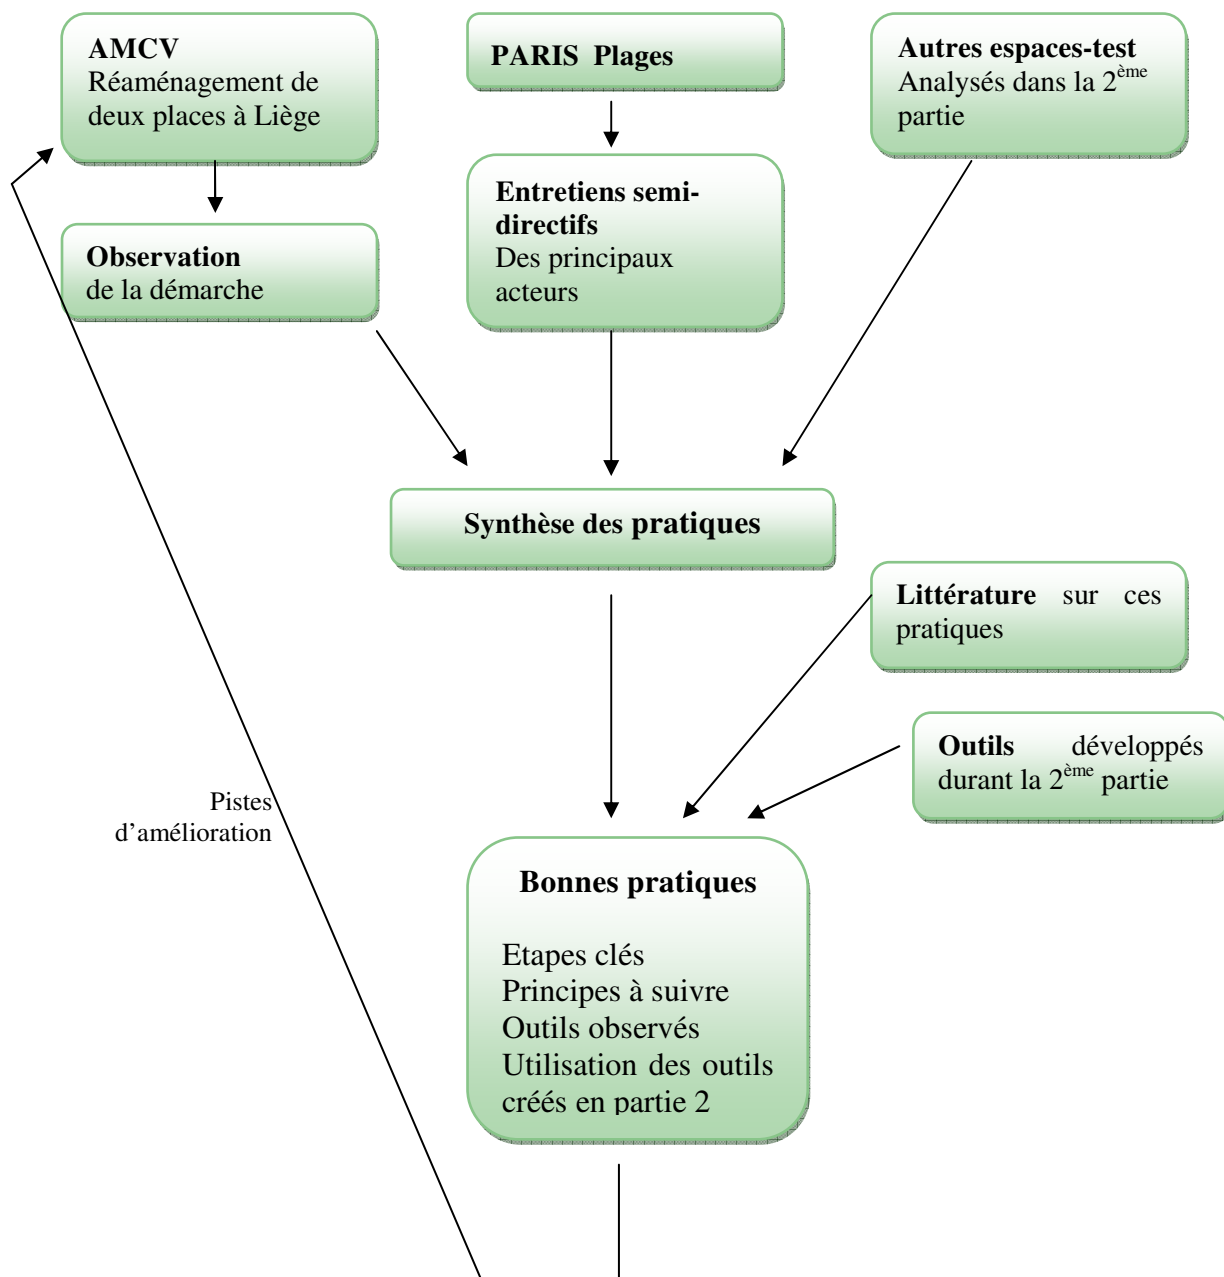 AMCV
Réaménagement de
deux places à Liège
PARIS Plages
Autres espaces-test
Analysés dans la 2ème
partie
Observation
de la démarche
Entretiens semi-
directifs
Des principaux
acteurs
Synthèse des pratiques
Littérature sur ces
pratiques
Outils développés
durant la 2ème partie
Pistes
d’amélioration
Bonnes pratiques
Etapes clés
Principes à suivre
Outils observés
Utilisation des outils
créés en partie 2